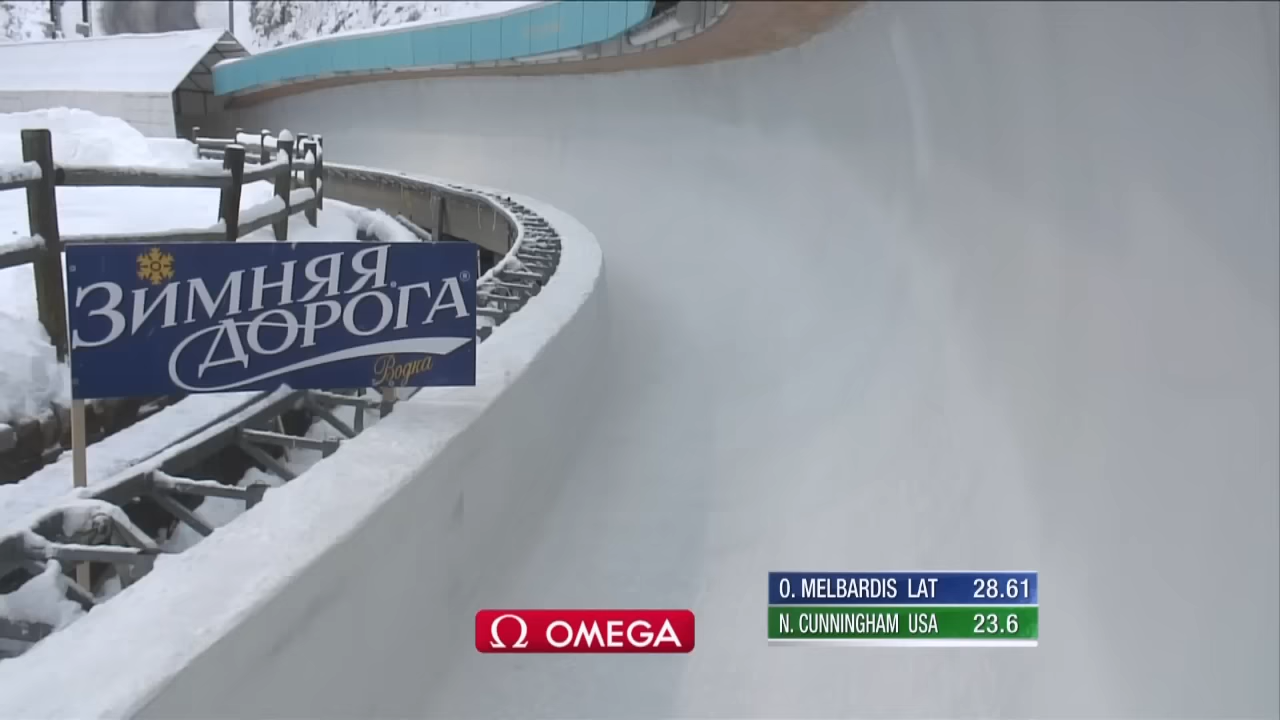 ЗИМНЯЯ
ДОРОГА®
Водка
Ω OMEGA
O. MELBARDIS LAT 28.61
N. CUNNINGHAM USA 23.6